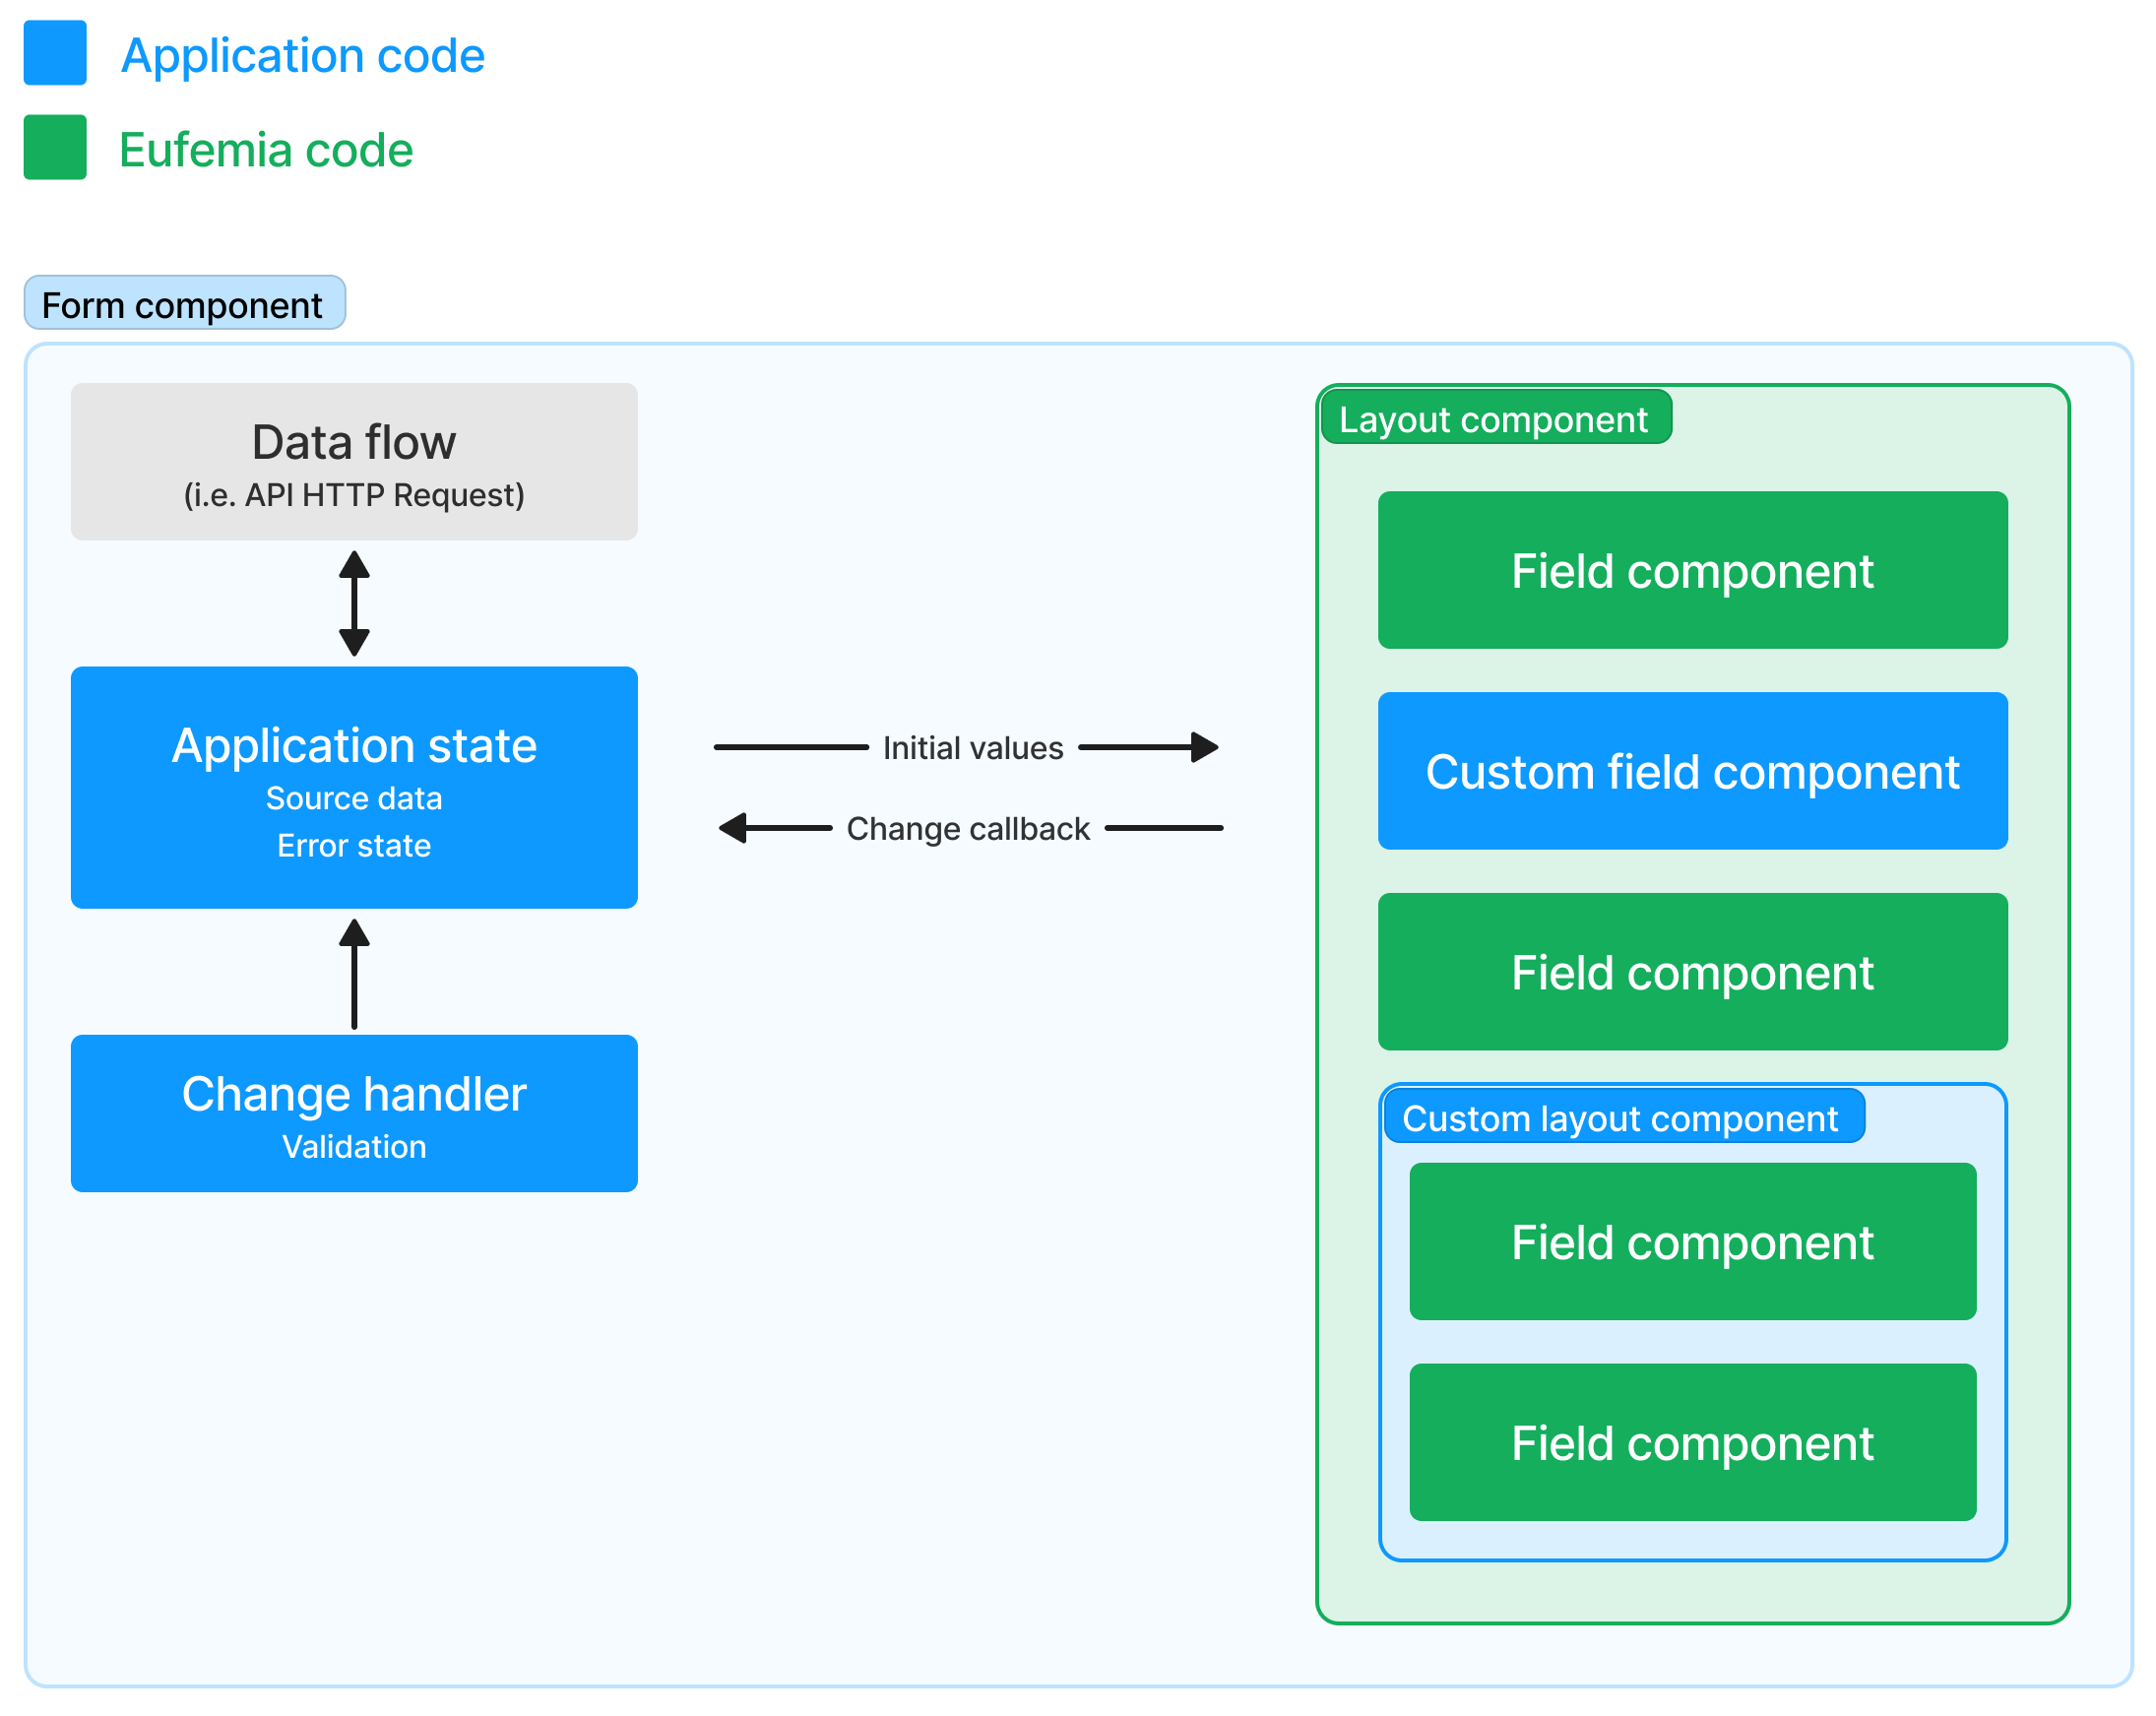 Application code
Eufemia code
Form component
Data flow
(i.e. API HTTP Request)
Application state
Source data
Error state
Change handler
Validation
Initial values
Change callback
Layout component
Field component
Custom field component
Field component
Custom layout component
Field component
Field component